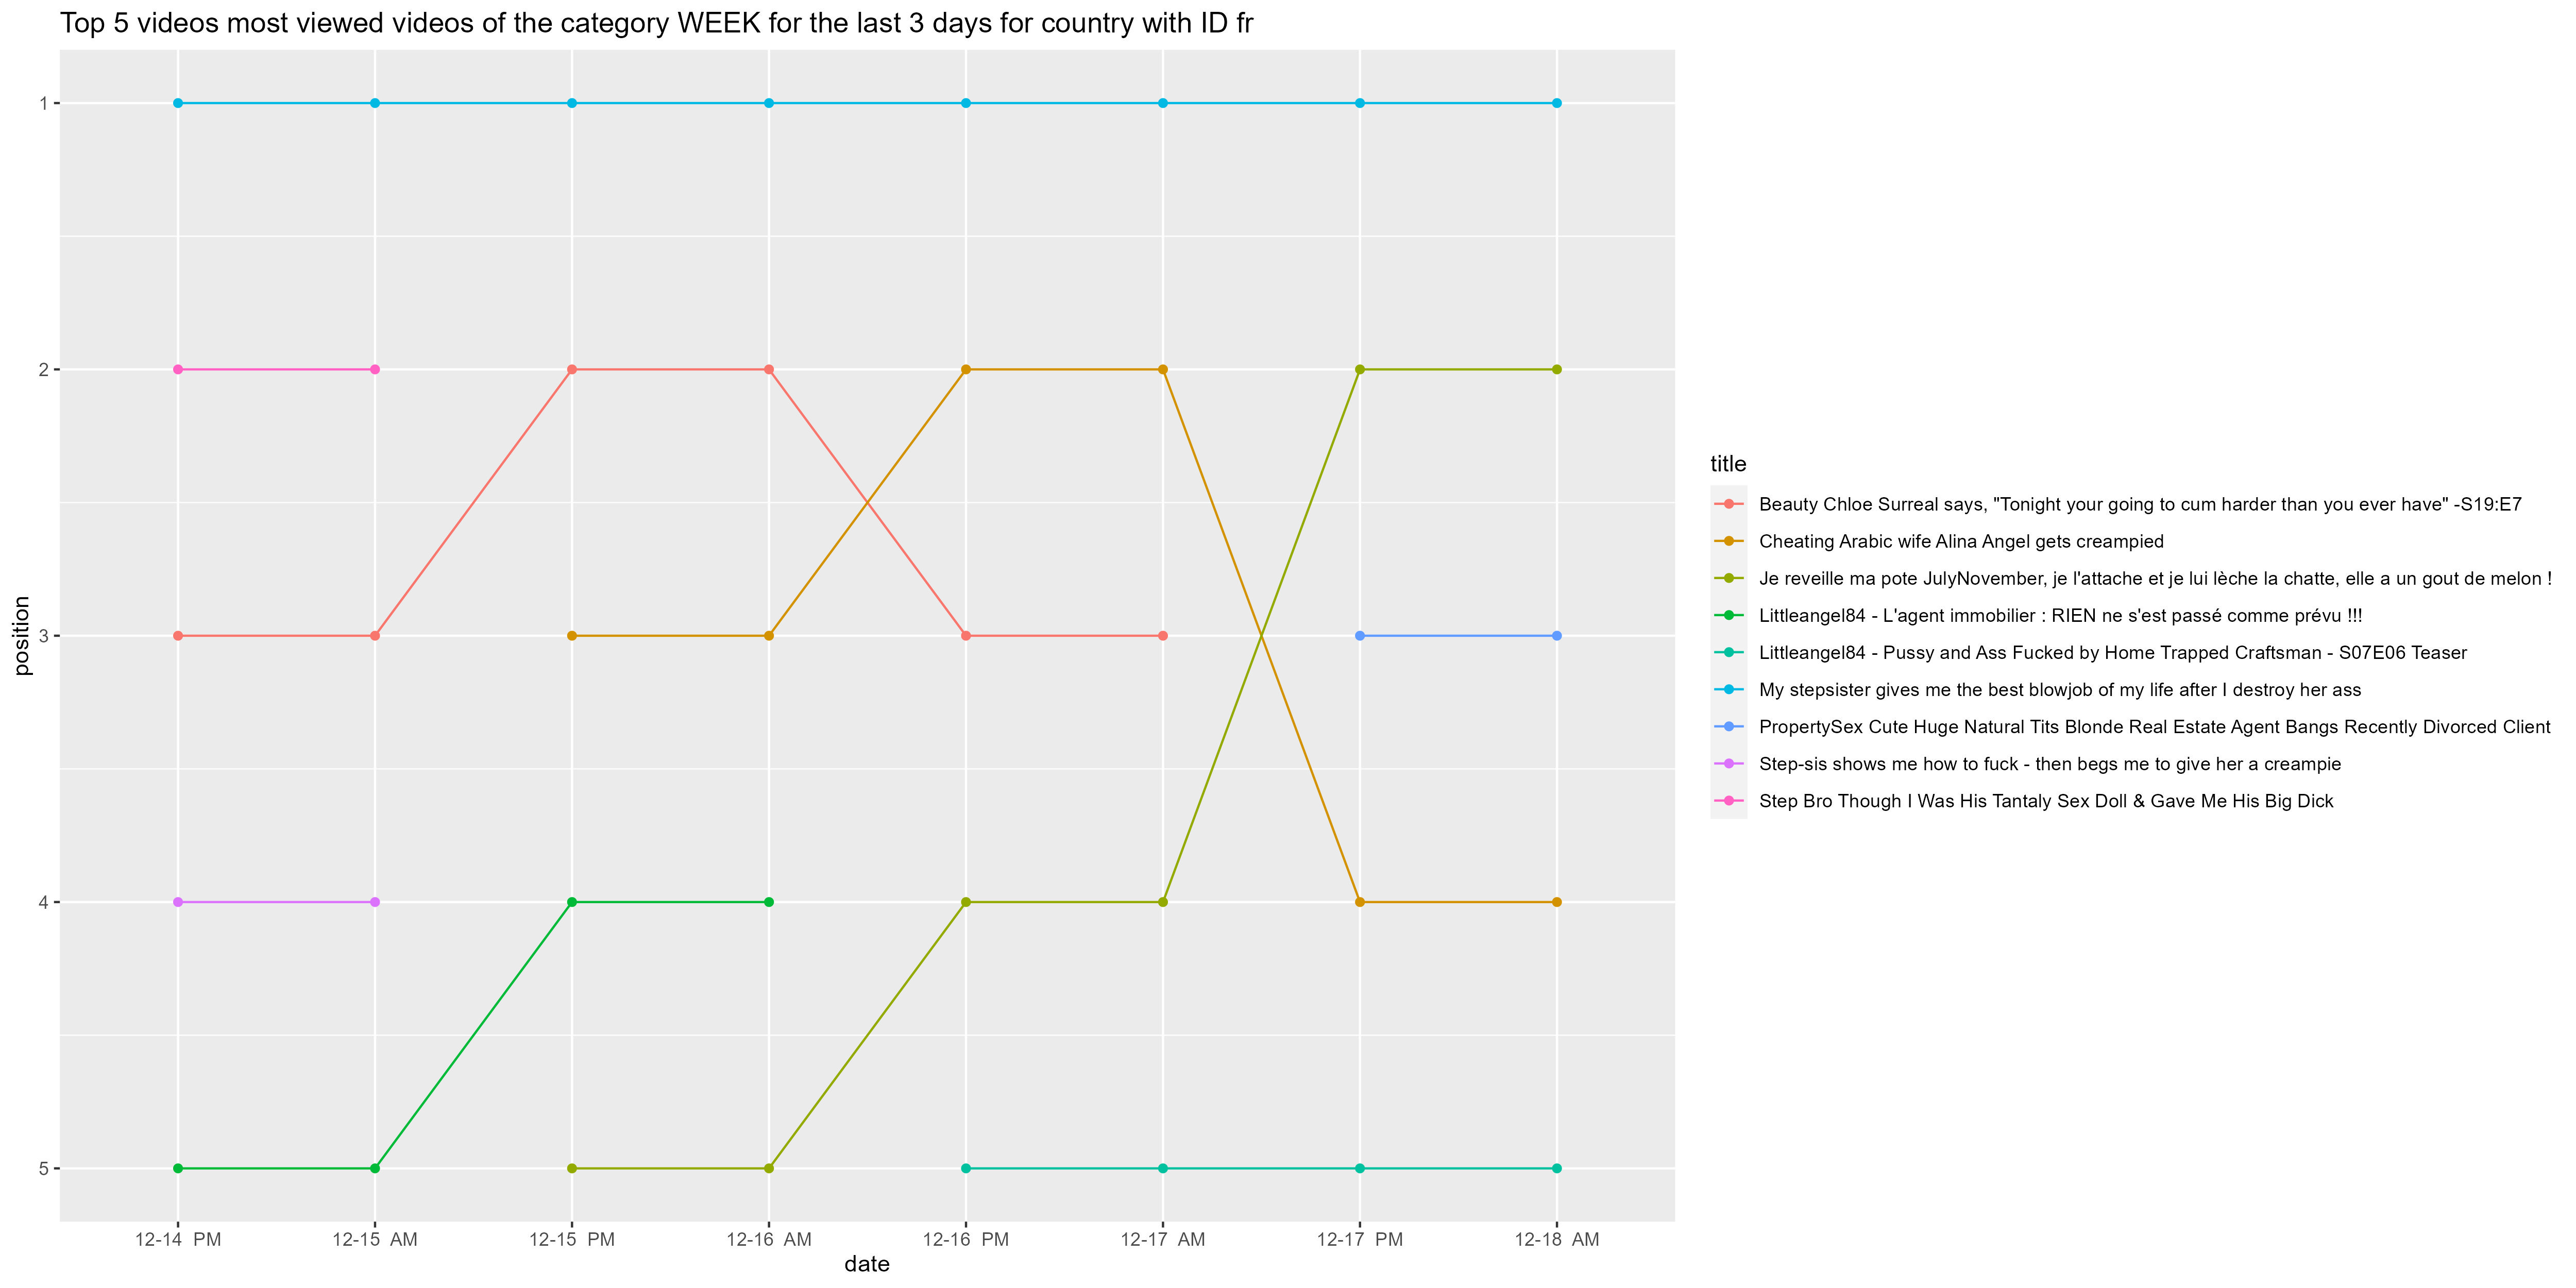 Top 5 videos most viewed videos of the category WEEK for the last 3 days for country with ID fr
position
1
2
3
4
5
12-14 PM
12-15 AM
12-15 PM
12-16 AM
12-16 PM
12-17 AM
12-17 PM
12-18 AM
date
title
Beauty Chloe Surreal says, "Tonight your going to cum harder than you ever have" -S19:E7
Cheating Arabic wife Alina Angel gets creampied
Je reveille ma pote JulyNovember, je l'attache et je lui lèche la chatte, elle a un gout de melon !
Littleangel84 - L'agent immobilier : RIEN ne s'est passé comme prévu !!!
Littleangel84 - Pussy and Ass Fucked by Home Trapped Craftsman - S07E06 Teaser
My stepsister gives me the best blowjob of my life after I destroy her ass
PropertySex Cute Huge Natural Tits Blonde Real Estate Agent Bangs Recently Divorced Client
Step-sis shows me how to fuck - then begs me to give her a creampie
Step Bro Though I Was His Tantaly Sex Doll & Gave Me His Big Dick